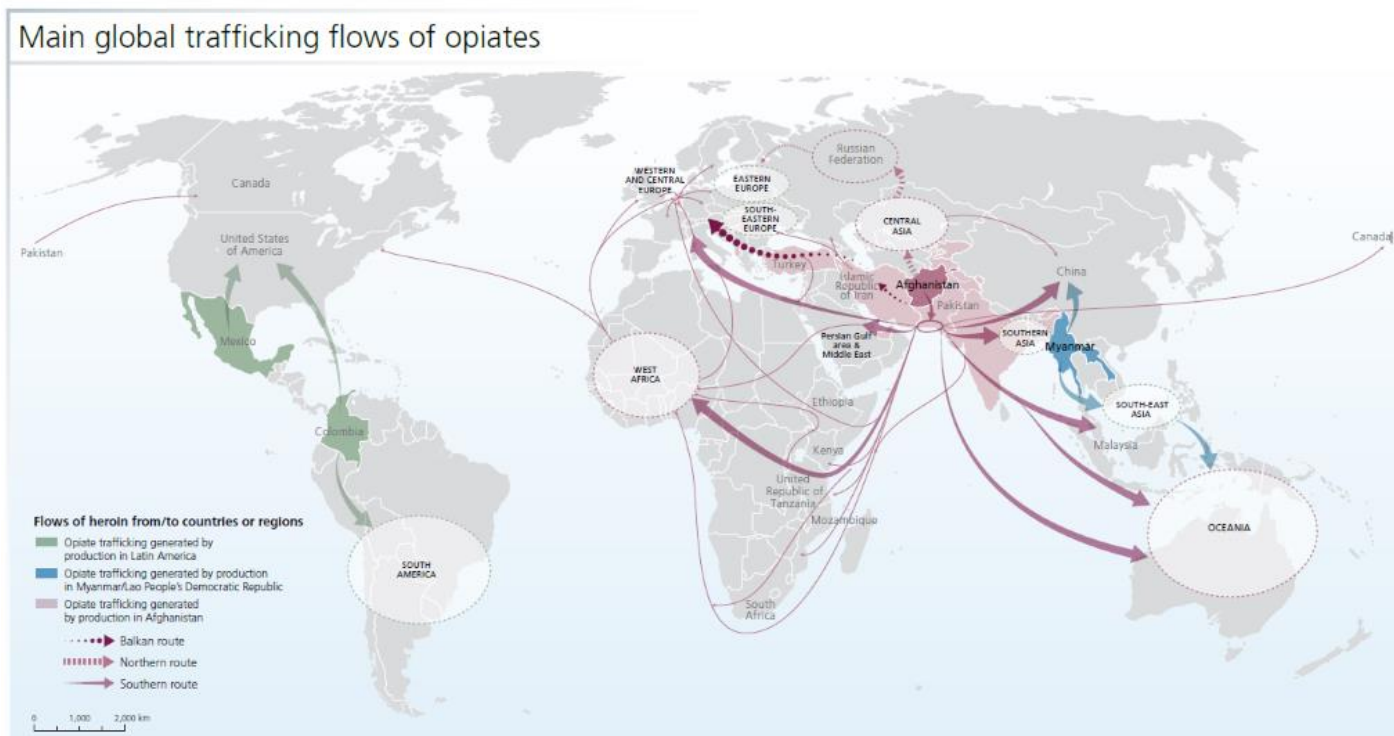 Main global trafficking flows of opiates
Russian
Federation
WESTERN
AND CENTRAL
EUROPE
EASTERN
EUROPE
SOUTH-
EASTERN
EUROPE
CENTRAL
ASIA
Canada
United States
of America
Pakistan
Canada
China
Turkey
Islamic
Republic
of Iran
Afghanistan
Pakistan
Mexico
Persian Gulf
area &
Middle East
SOUTHERN
ASIA
Myanmar
WEST
AFRICA
Ethiopia
SOUTH-EAST
ASIA
Colombia
Kenya
Malaysia
United
Republic of
Tanzania
Mozambique
OCEANIA
SOUTH
AMERICA
South
Africa
Flows of heroin from/to countries or regions
Opiate trafficking generated by
production in Latin America
Opiate trafficking generated by production
in Myanmar/Lao People's Democratic Republic
Opiate trafficking generated
by production in Afghanistan
Balkan route
Northern route
Southern route
0 1,000 2,000 km